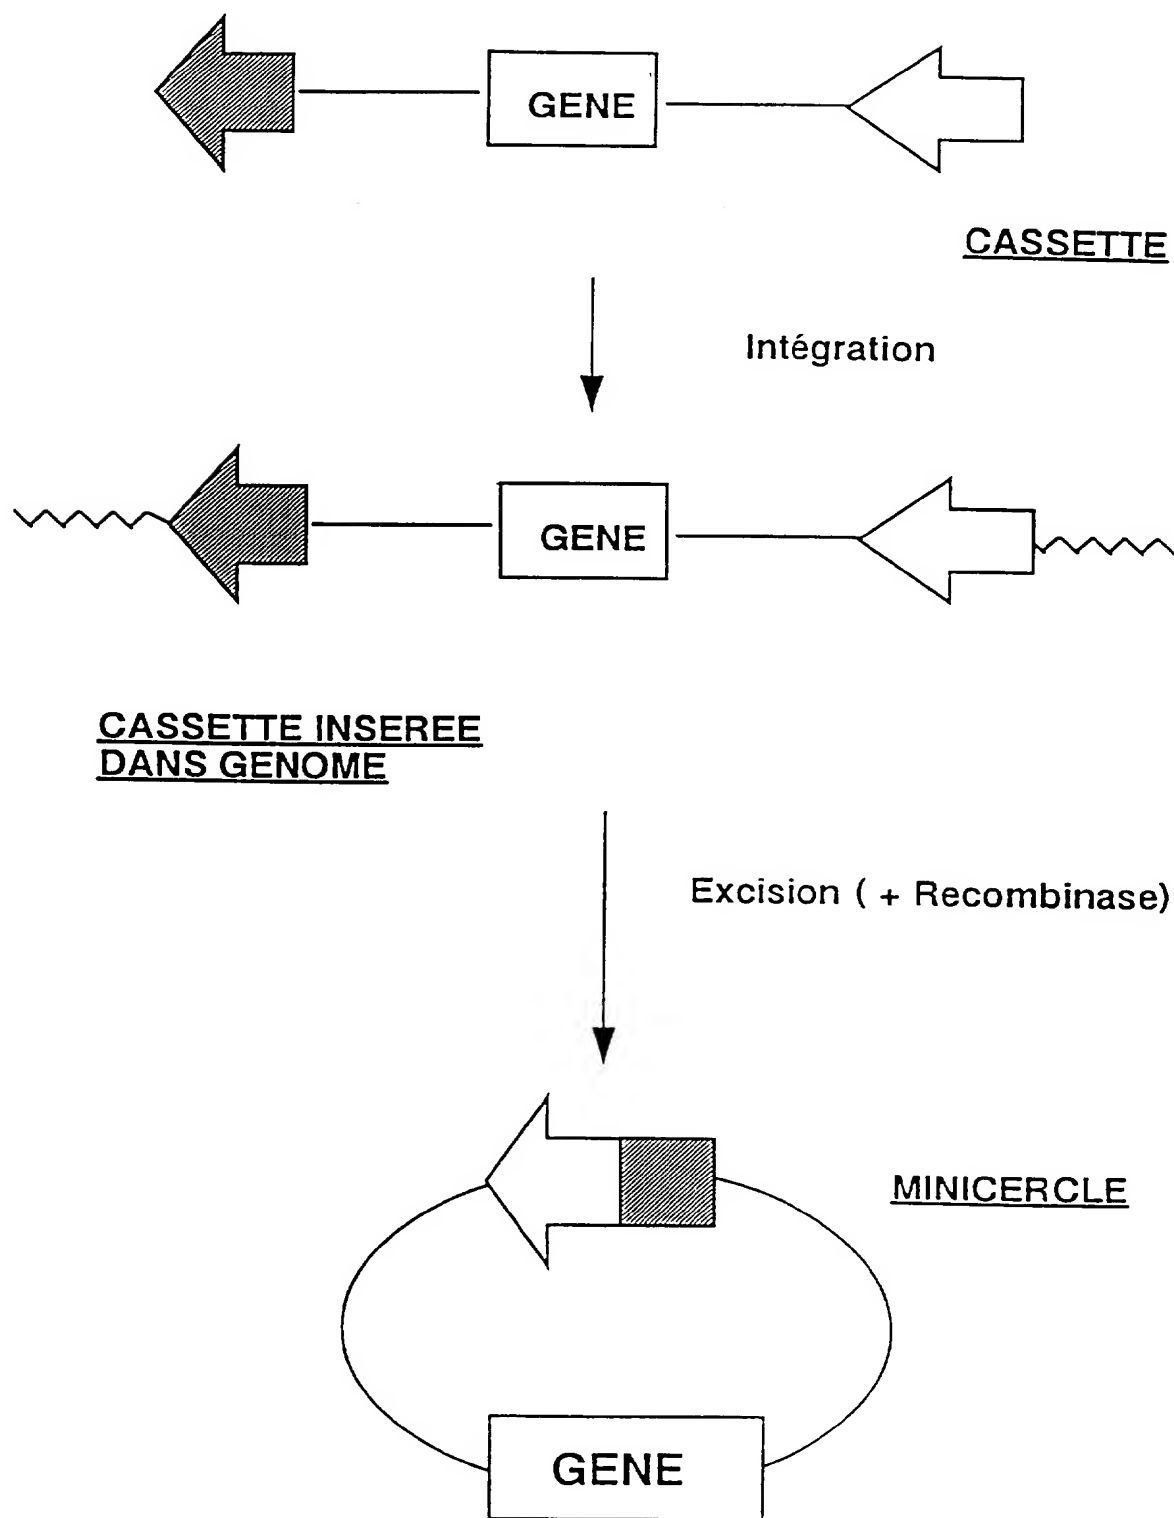 GENE
CASSETTE
Intégration
GENE
CASSETTE INSEREE
DANS GENOME
Excision ( + Recombinase)
MINICERCLE
GENE